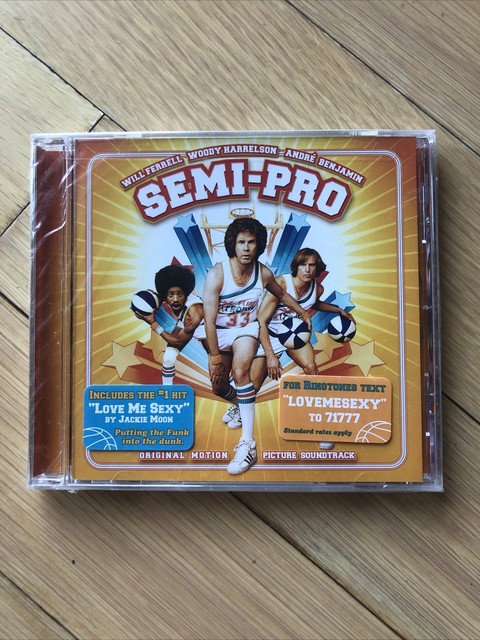 WILL FERRELL WOODY HARRELSON ANDRÉ BENJAMIN
SEMI-PRO
33
INCLUDES THE #1 HIT
"LOVE ME SEXY"
BY JACKIE MOON
Putting the Funk
into the dunk.
FOR RINGTONES TEXT
"LOVEMESEXY"
TO 71777
Standard rates apply
ORIGINAL MOTION PICTURE SOUNDTRACK